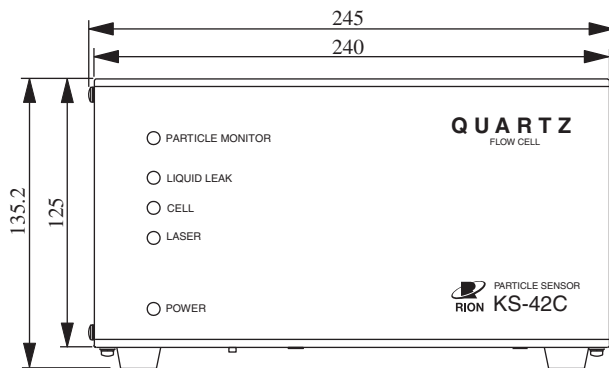 245
240
135.2
125
QUARTZ
FLOW CELL
PARTICLE MONITOR
LIQUID LEAK
CELL
LASER
POWER
PARTICLE SENSOR
RION KS-42C